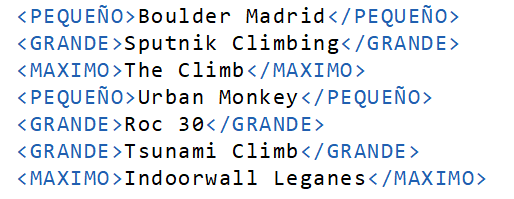 <PEQUEÑO>Boulder Madrid</PEQUEÑO>
<GRANDE>Sputnik Climbing</GRANDE>
<MAXIMO>The Climb</MAXIMO>
<PEQUEÑO>Urban Monkey</PEQUEÑO>
<GRANDE>Roc 30</GRANDE>
<GRANDE>Tsunami Climb</GRANDE>
<MAXIMO>Indoorwall Leganes</MAXIMO>